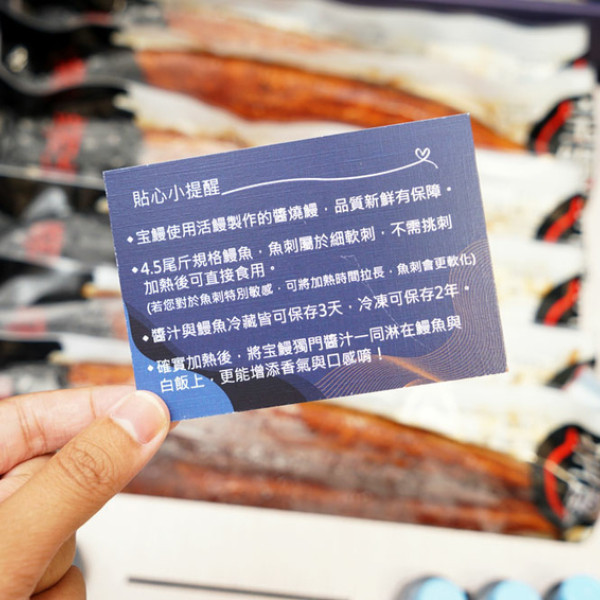 貼心小提醒
◆宝鰻使用活鰻製作的醬燒鰻，品質新鮮有保障。
◆4.5尾斤規格鰻魚，魚刺屬於細軟刺，不需挑刺
加熱後可直接食用。
(若您對於魚刺特別敏感，可將加熱時間拉長，魚刺會更軟化)
◆醬汁與鰻魚冷藏皆可保存3天，冷凍可保存2年。
◆確實加熱後，將宝鰻獨門醬汁一同淋在鰻魚與
白飯上，更能增添香氣與口感唷！